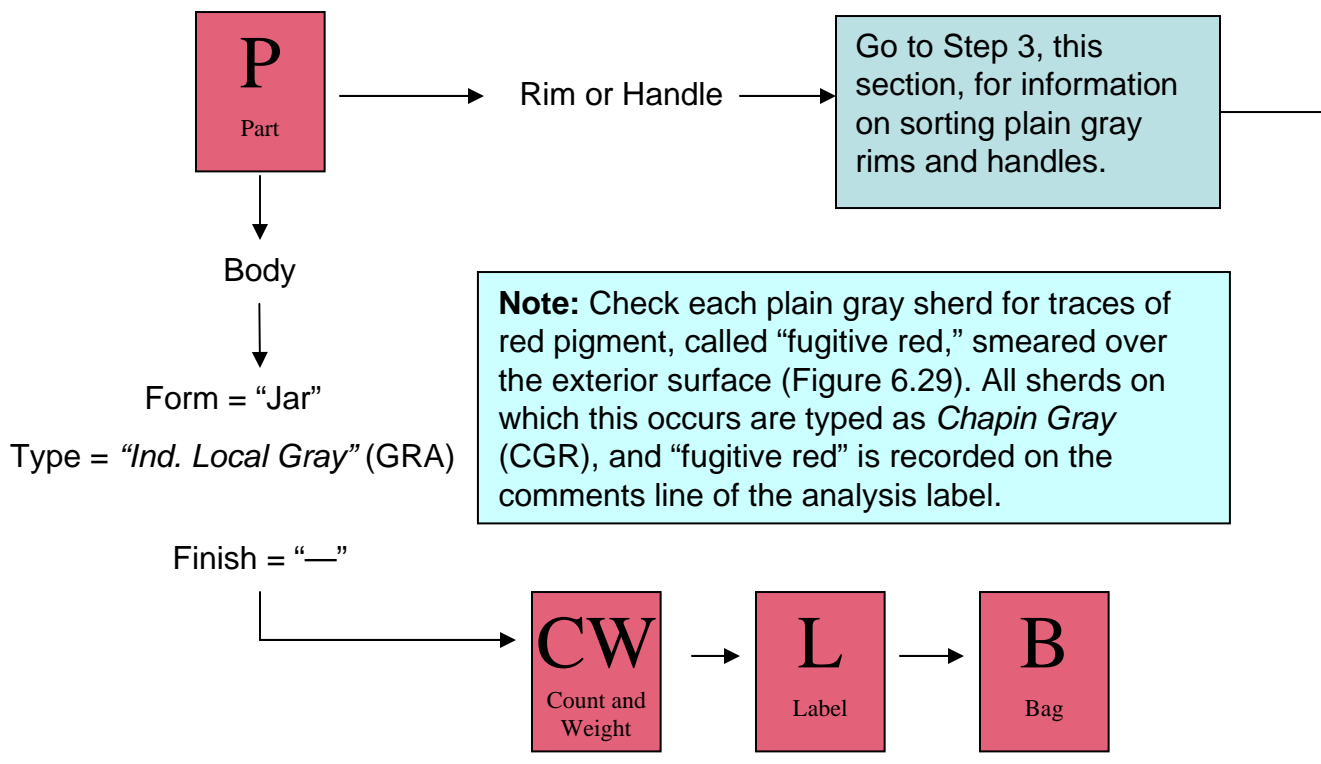 P
Part
Rim or Handle
Go to Step 3, this
section, for information
on sorting plain gray
rims and handles.
Body
Note: Check each plain gray sherd for traces of
red pigment, called “fugitive red,” smeared over
the exterior surface (Figure 6.29). All sherds on
which this occurs are typed as Chapin Gray
(CGR), and “fugitive red” is recorded on the
comments line of the analysis label.
Form = “Jar”
Type = “Ind. Local Gray” (GRA)
Finish = “—”
CW
Count and
Weight
L
Label
B
Bag